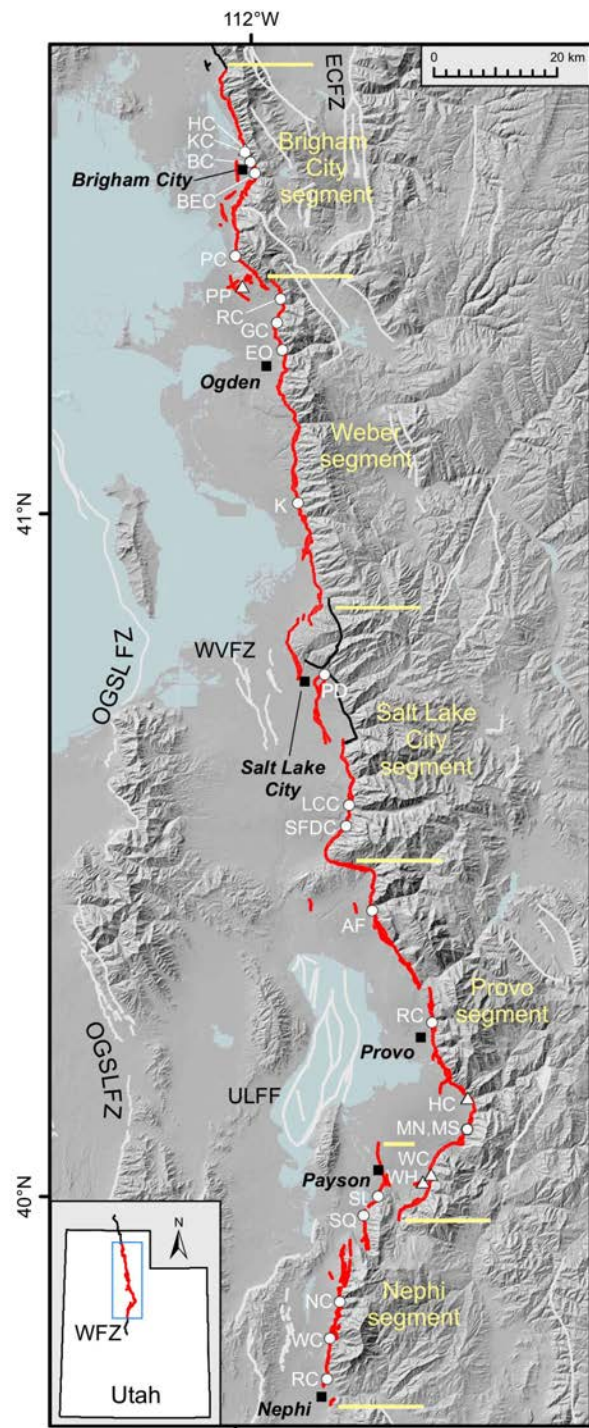 112°W
0 20 km
ECFZ
HC
KC
BC
Brigham City
BEC
Brigham
City
segment
PC
PP
RC
GC
EO
Ogden
Weber
segment
41°N
K
OGSLFZ
WVFZ
PD
Salt Lake
City
Salt Lake
City
segment
LCC
SFDC
AF
Provo
segment
RC
Provo
OGSLFZ
ULFF
HC
MN,MS
WC
WH
Payson
40°N
SL
SQ
N
WFZ
Utah
NC
Nephi
segment
WC
RC
Nephi